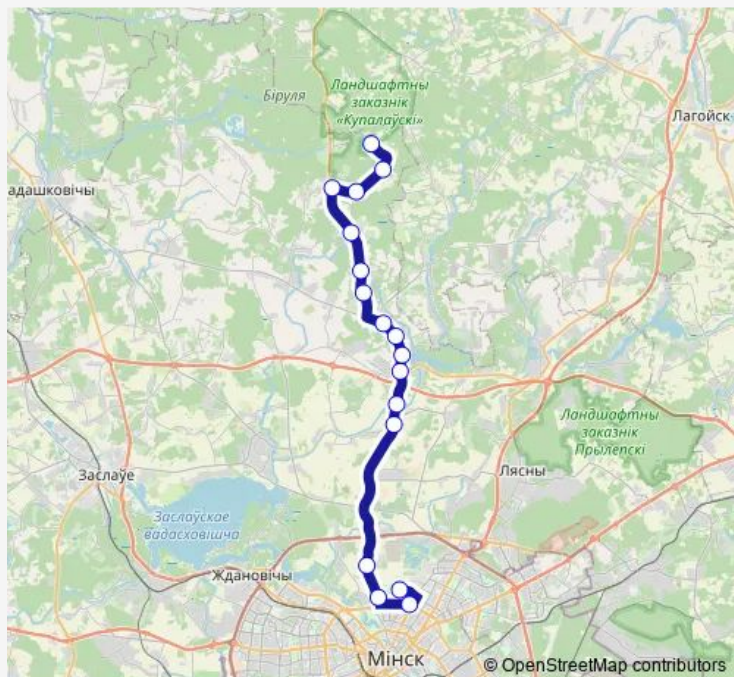 Ландшафтны
заказнік
«Купалаўскі»
Біруля
Лагойск
адашковічы
Ландшафтны
заказнік
Прылепскі
Лясны
Заслаўе
Заслаўскае
вадасховішча
Ждановічы
Мінск
© OpenStreetMap contributors